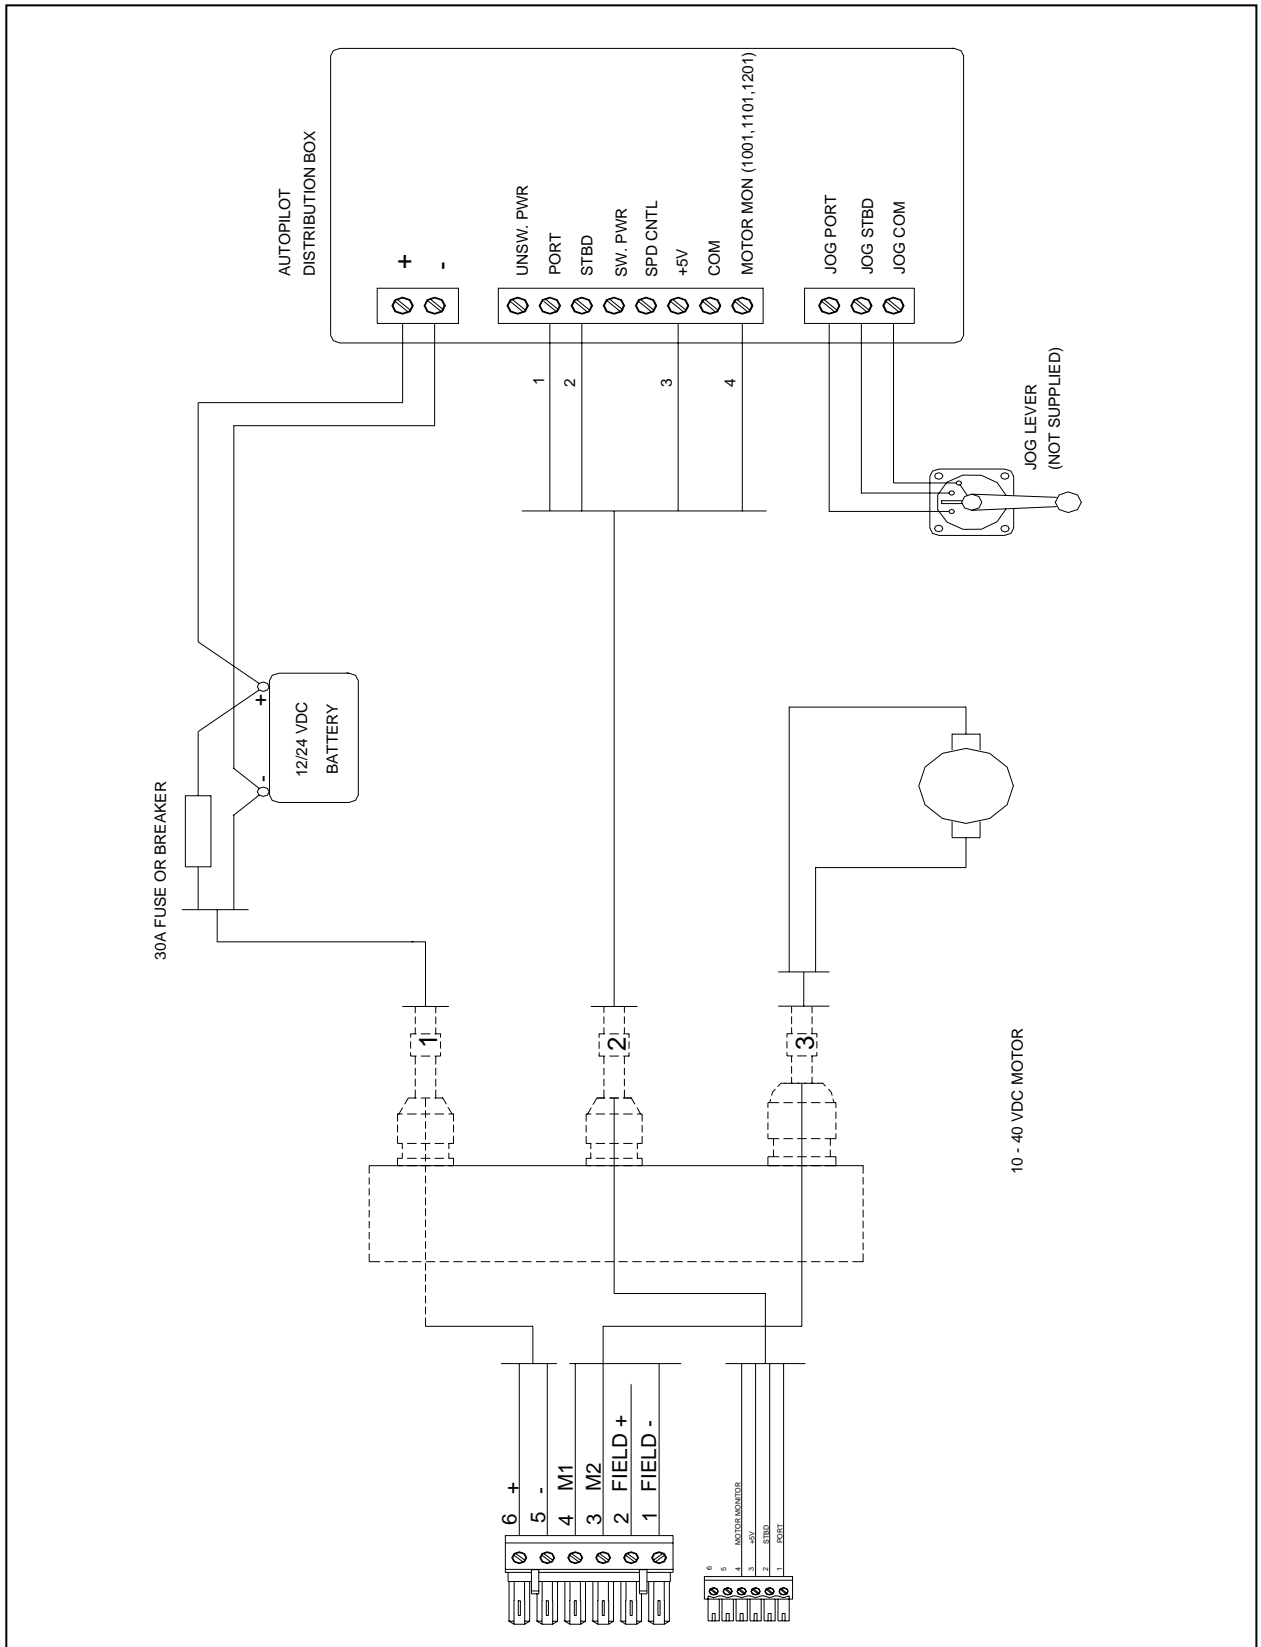 AUTOPILOT
DISTRIBUTION BOX
+
-
UNSW. PWR
PORT
STBD
SW. PWR
SPD CNTL
+5V
COM
MOTOR MON (1001,1101,1201)
JOG PORT
JOG STBD
JOG COM
1
2
3
4
JOG LEVER
(NOT SUPPLIED)
30A FUSE OR BREAKER
+
-
12/24 VDC
BATTERY
1
2
3
10 - 40 VDC MOTOR
6 +
5 -
4 M1
3 M2
2 FIELD +
1 FIELD -
6
5
4 MOTOR MONITOR
3 +5V
2 STBD
1 PORT